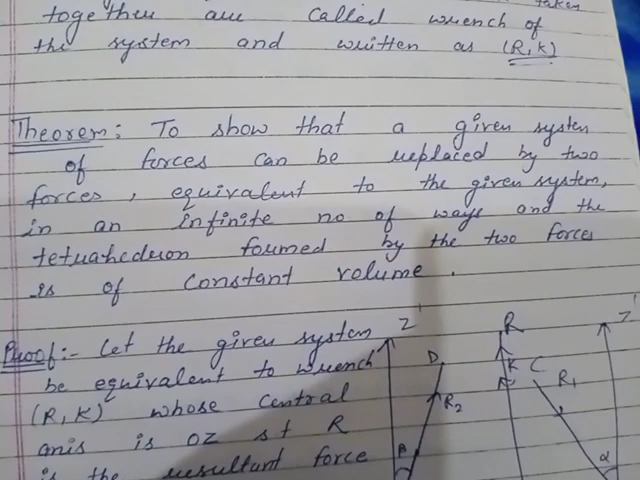 taken
together are called wrench of
the system and written as (R,K)
Theorem: To show that a given system
of forces can be replaced by two
forces, equivalent to the given system,
in an infinite no of ways and the
tetrahedron formed by the two forces
is of constant volume.
Proof:- Let the given system
be equivalent to wrench
(R,K) whose central
axis is OZ st R
is the resultant force
Z'
D
R2
β
R
K
C
R1
Z'
α